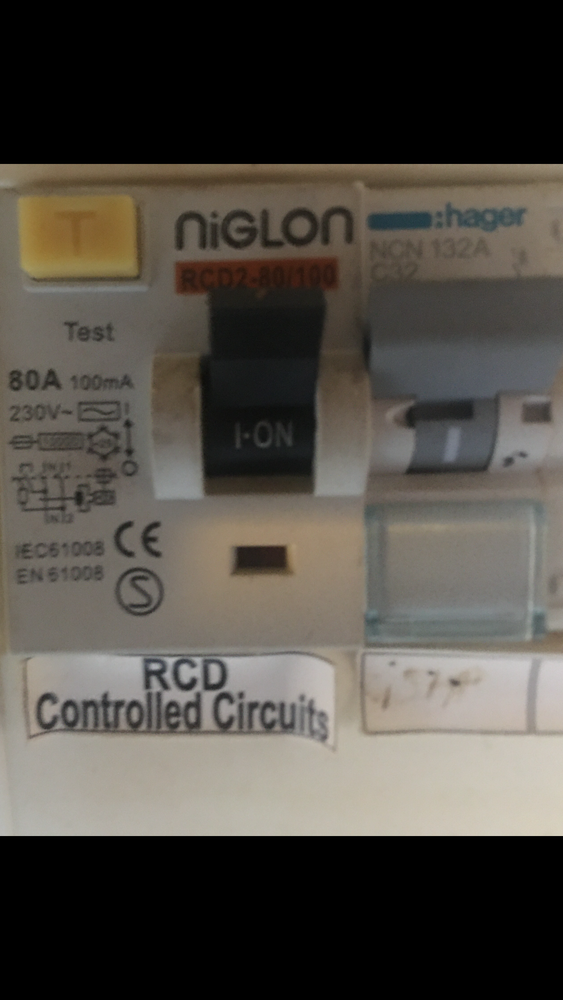 T
NiGLON
RCD2-80/100
Test
80A 100mA
230V~
I-ON
IEC61008
EN 61008
CE
S
RCD
Controlled Circuits
:hager
NCN 132A
C32